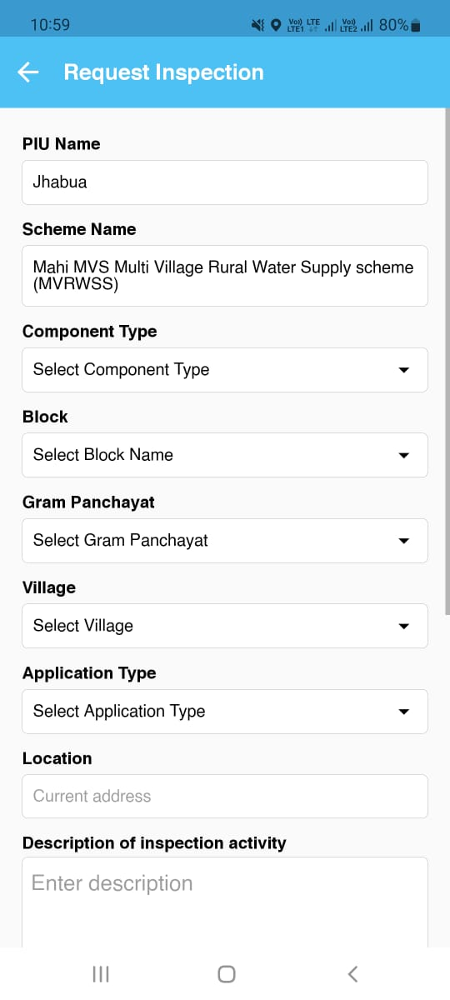 10:59
Vo) LTE
LTE1
Vo)
LTE2
80%
Request Inspection
PIU Name
Jhabua
Scheme Name
Mahi MVS Multi Village Rural Water Supply scheme
(MVRWSS)
Component Type
Select Component Type
Block
Select Block Name
Gram Panchayat
Select Gram Panchayat
Village
Select Village
Application Type
Select Application Type
Location
Current address
Description of inspection activity
Enter description